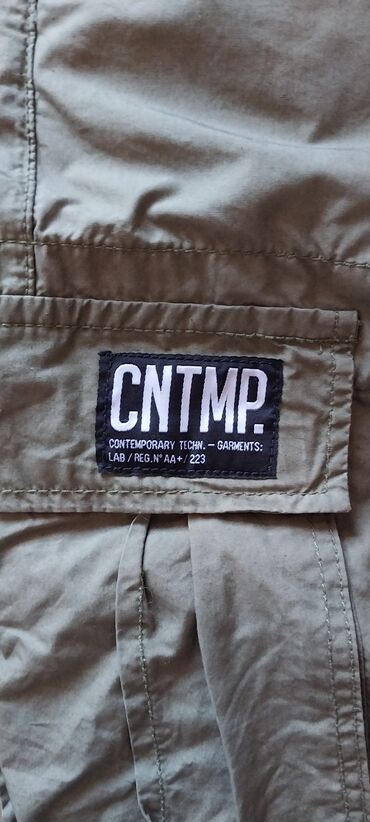 CNTMP.
CONTEMPORARY TECHN. – GARMENTS:
LAB / REG.N° AA+/ 223